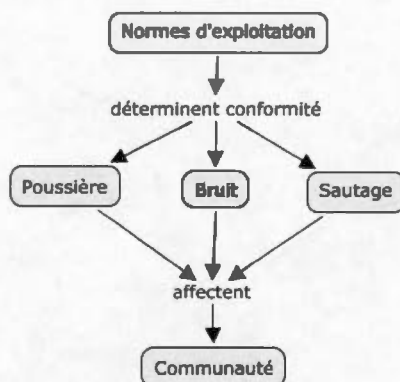 Normes d'exploitation
déterminent conformité
Poussière Bruit Sautage
affectent
Communauté